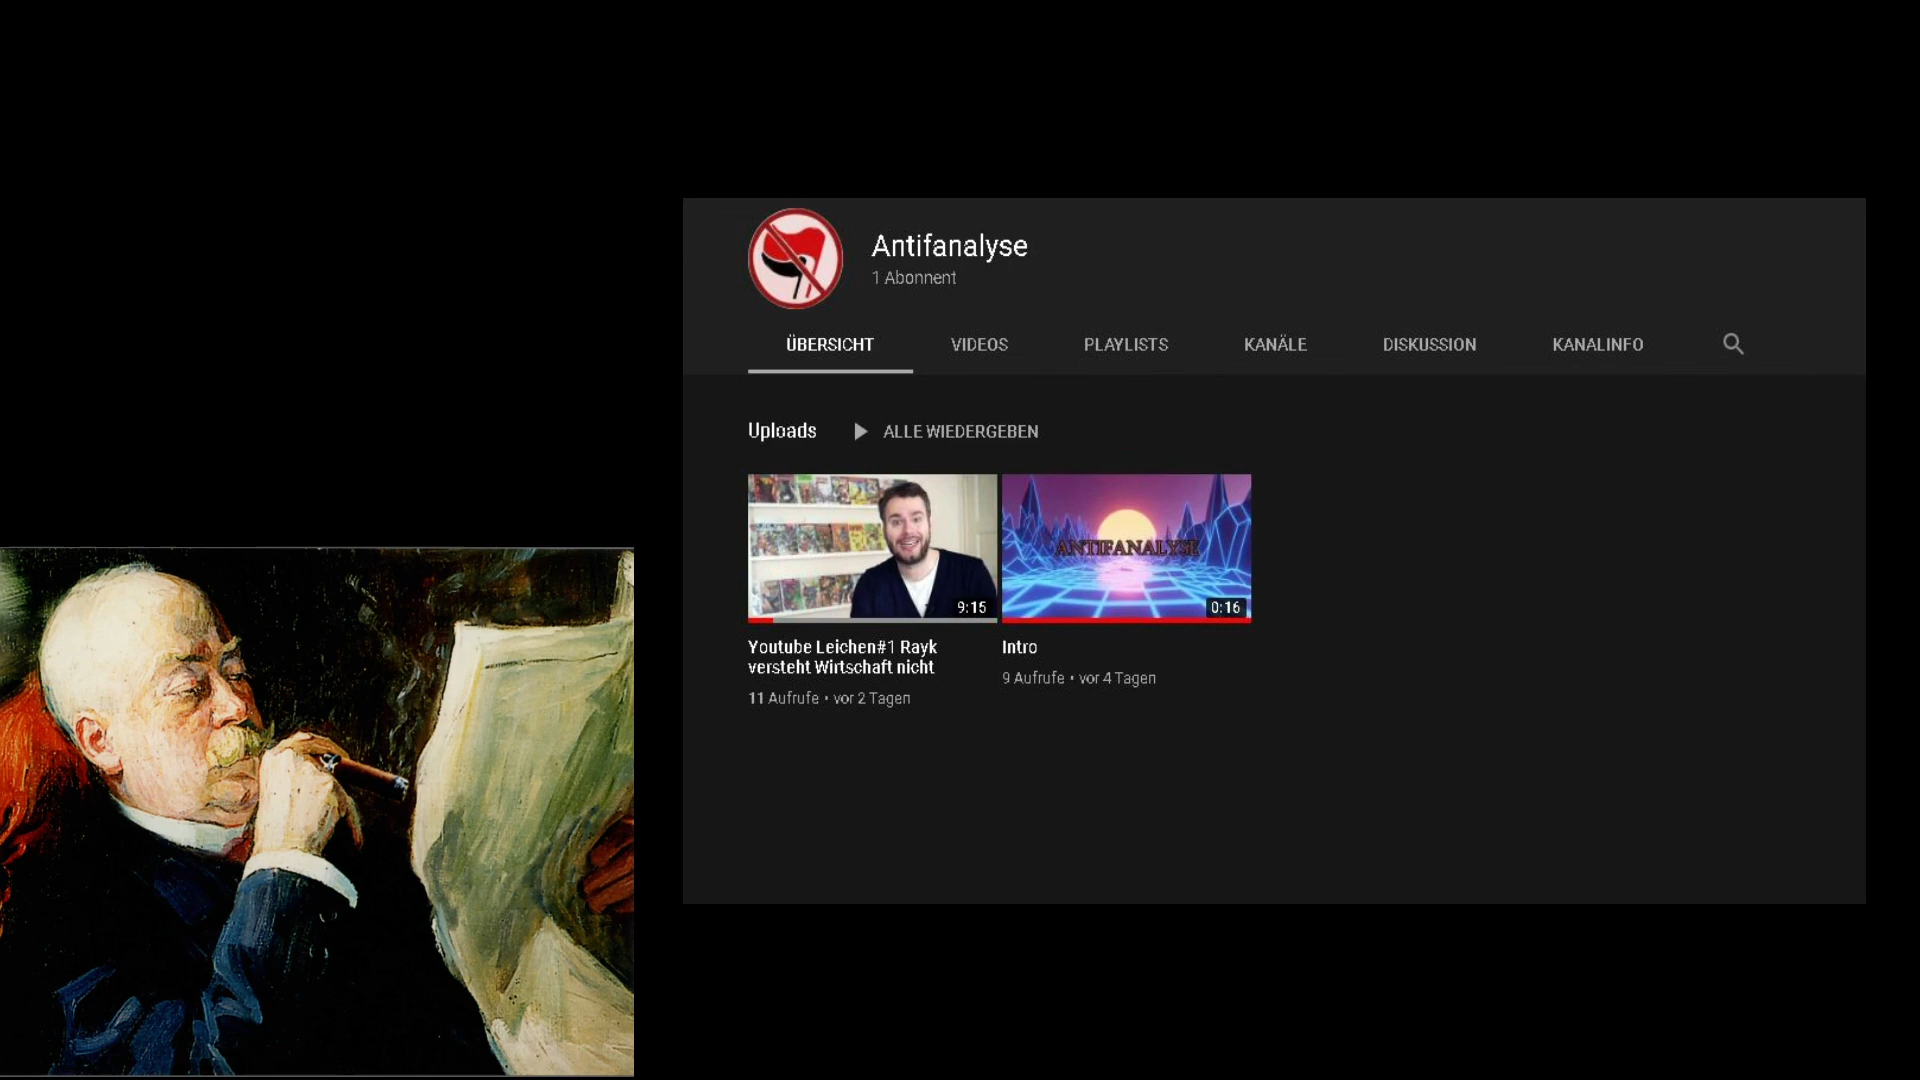 Antifanalyse
1 Abonnent
ÜBERSICHT VIDEOS PLAYLISTS KANÄLE DISKUSSION KANALINFO
Uploads ALLE WIEDERGEBEN
9:15
ANTIFANALYSE
0:16
Youtube Leichen#1 Rayk
versteht Wirtschaft nicht
11 Aufrufe • vor 2 Tagen
Intro
9 Aufrufe • vor 4 Tagen